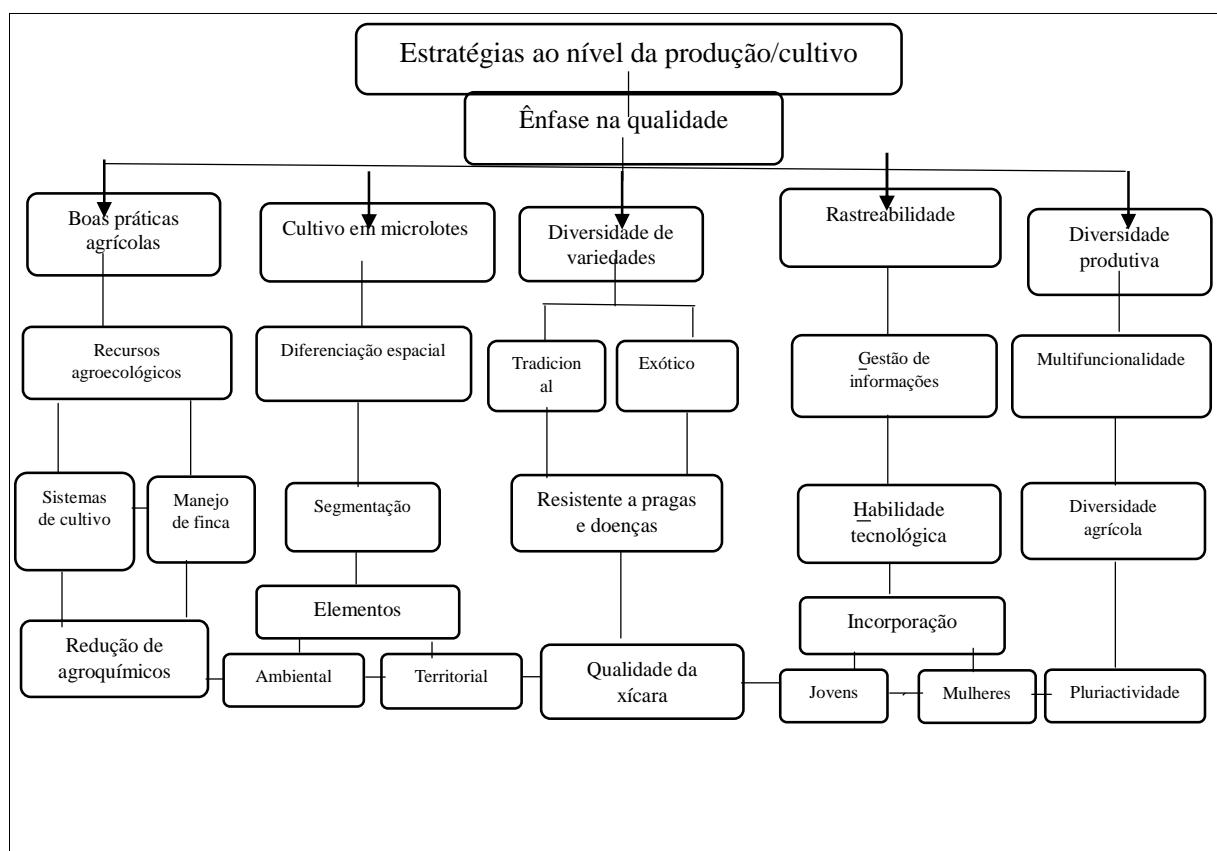 Estratégias ao nível da produção/cultivo
Ênfase na qualidade
Boas práticas
agrícolas
Cultivo em microlotes
Diversidade de
variedades
Rastreabilidade
Diversidade
produtiva
Recursos
agroecológicos
Diferenciação espacial
Tradicion
al
Exótico
Gestão de
informações
Multifuncionalidade
Sistemas
de cultivo
Manejo
de finca
Segmentação
Resistente a pragas
e doenças
Habilidade
tecnológica
Diversidade
agrícola
Elementos
Incorporação
Redução de
agroquímicos
Ambiental
Territorial
Qualidade da
xícara
Jovens
Mulheres
Pluriactividade